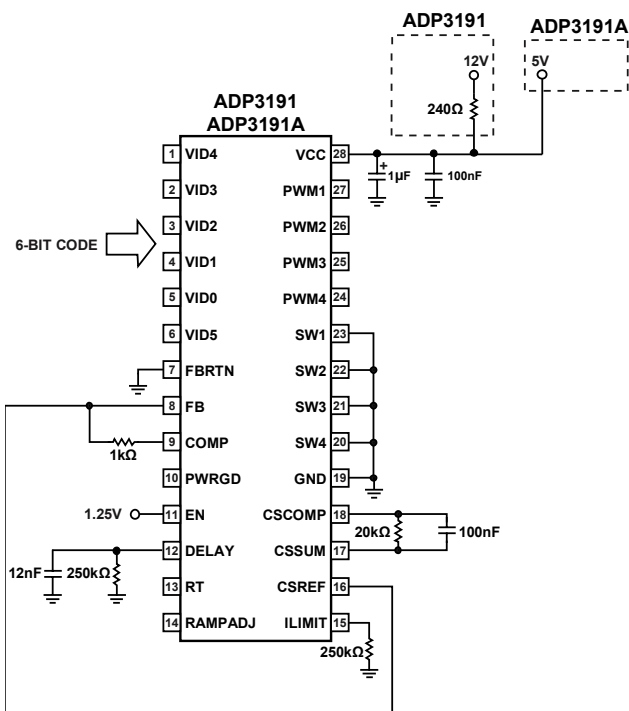 ADP3191
12V
240Ω
ADP3191A
5V
ADP3191
ADP3191A
1 VID4
2 VID3
3 VID2
4 VID1
5 VID0
6 VID5
7 FBRTN
8 FB
9 COMP
10 PWRGD
11 EN
12 DELAY
13 RT
14 RAMPADJ
VCC 28
PWM1 27
PWM2 26
PWM3 25
PWM4 24
SW1 23
SW2 22
SW3 21
SW4 20
GND 19
CSCOMP 18
CSSUM 17
CSREF 16
ILIMIT 15
6-BIT CODE
1kΩ
1.25V
12nF
250kΩ
+
1µF
100nF
20kΩ
100nF
250kΩ